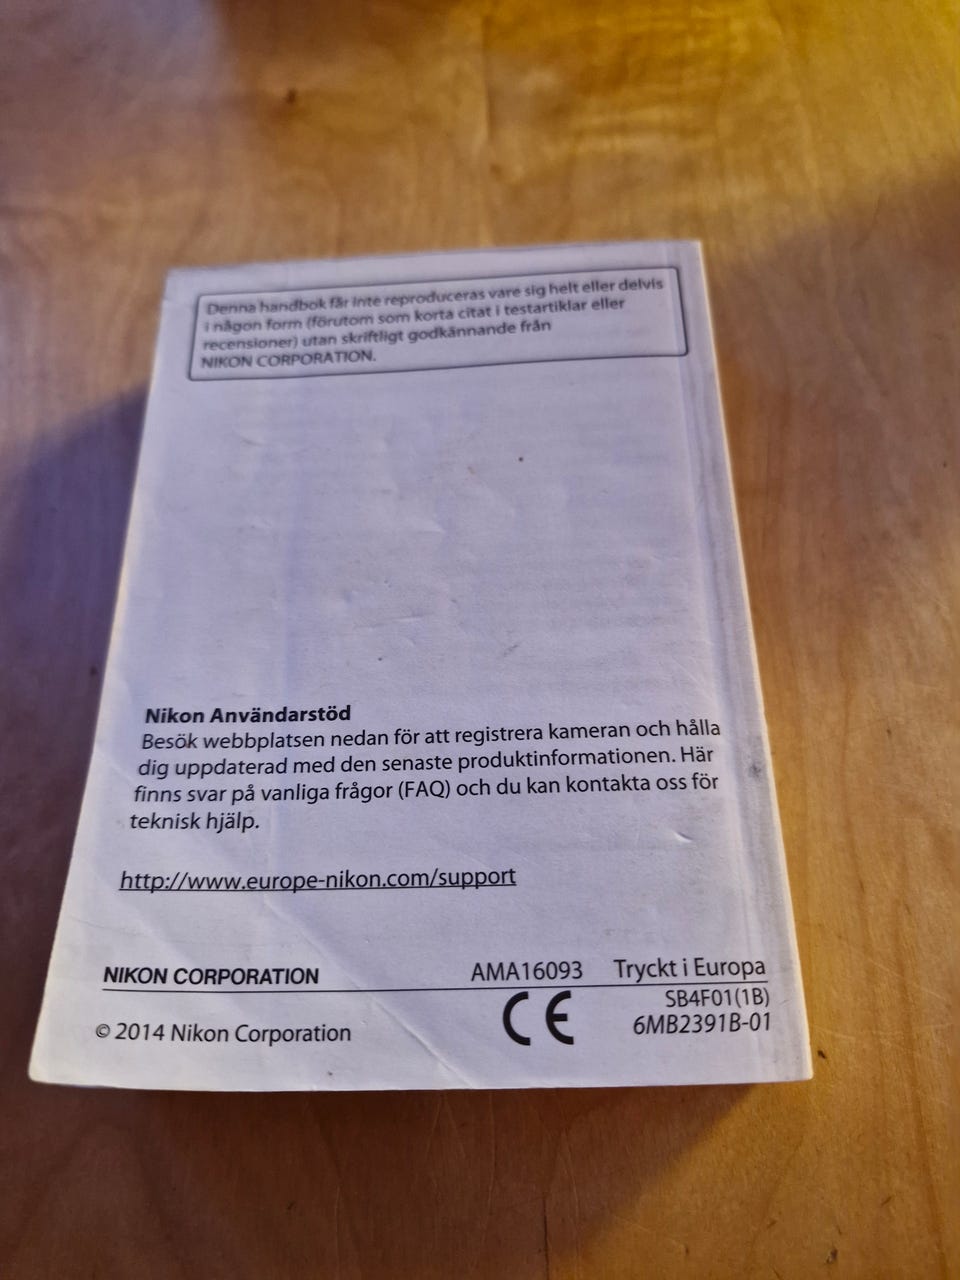 Denna handbok får inte reproduceras vare sig helt eller delvis
i någon form (förutom som korta citat i testartiklar eller
recensioner) utan skriftligt godkännande från
NIKON CORPORATION.
Nikon Användarstöd
Besök webbplatsen nedan för att registrera kameran och hålla
dig uppdaterad med den senaste produktinformationen. Här
finns svar på vanliga frågor (FAQ) och du kan kontakta oss för
teknisk hjälp.
http://www.europe-nikon.com/support
NIKON CORPORATION AMA16093 Tryckt i Europa
CE SB4F01(1B)
© 2014 Nikon Corporation 6MB2391B-01